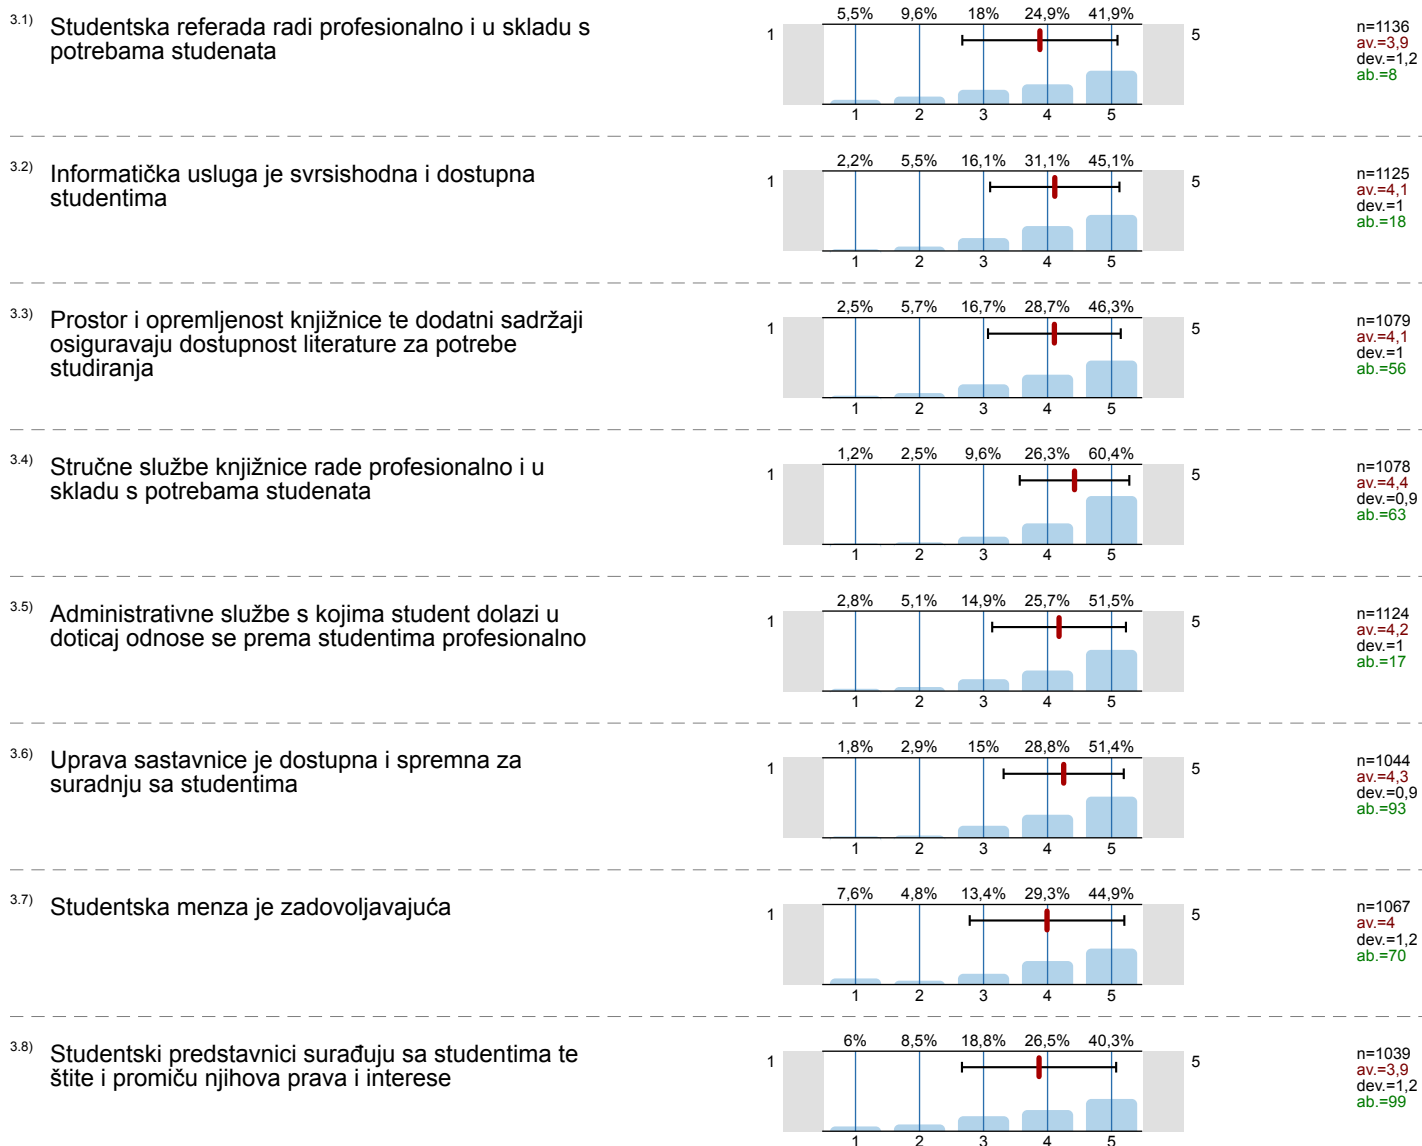 3.1) Studentska referada radi profesionalno i u skladu s
potrebama studenata
5,5% 9,6% 18% 24,9% 41,9%
1 5
1 2 3 4 5
n=1136
av.=3,9
dev.=1,2
ab.=8
3.2) Informatička usluga je svrsishodna i dostupna
studentima
2,2% 5,5% 16,1% 31,1% 45,1%
1 5
1 2 3 4 5
n=1125
av.=4,1
dev.=1
ab.=18
3.3) Prostor i opremljenost knjižnice te dodatni sadržaji
osiguravaju dostupnost literature za potrebe
studiranja
2,5% 5,7% 16,7% 28,7% 46,3%
1 5
1 2 3 4 5
n=1079
av.=4,1
dev.=1
ab.=56
3.4) Stručne službe knjižnice rade profesionalno i u
skladu s potrebama studenata
1,2% 2,5% 9,6% 26,3% 60,4%
1 5
1 2 3 4 5
n=1078
av.=4,4
dev.=0,9
ab.=63
3.5) Administrativne službe s kojima student dolazi u
doticaj odnose se prema studentima profesionalno
2,8% 5,1% 14,9% 25,7% 51,5%
1 5
1 2 3 4 5
n=1124
av.=4,2
dev.=1
ab.=17
3.6) Uprava sastavnice je dostupna i spremna za
suradnju sa studentima
1,8% 2,9% 15% 28,8% 51,4%
1 5
1 2 3 4 5
n=1044
av.=4,3
dev.=0,9
ab.=93
3.7) Studentska menza je zadovoljavajuća
7,6% 4,8% 13,4% 29,3% 44,9%
1 5
1 2 3 4 5
n=1067
av.=4
dev.=1,2
ab.=70
3.8) Studentski predstavnici surađuju sa studentima te
štite i promiču njihova prava i interese
6% 8,5% 18,8% 26,5% 40,3%
1 5
1 2 3 4 5
n=1039
av.=3,9
dev.=1,2
ab.=99